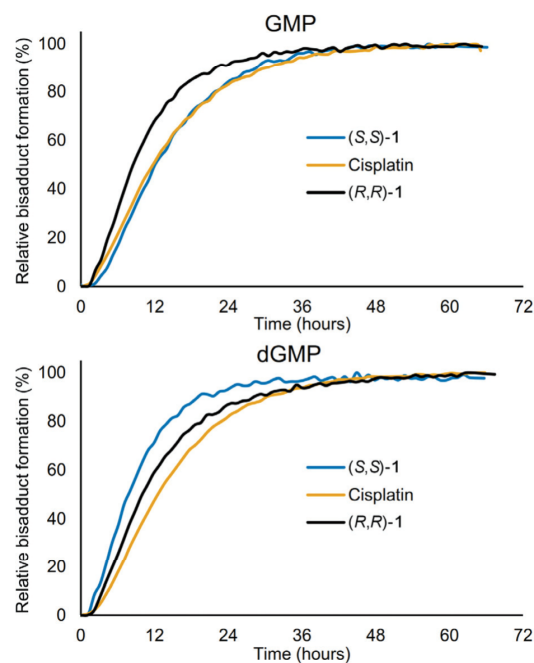 GMP
Relative bisadduct formation (%)
100
80
60
40
20
0
(S,S)-1
Cisplatin
(R,R)-1
0 12 24 36 48 60 72
Time (hours)
dGMP
Relative bisadduct formation (%)
100
80
60
40
20
0
(S,S)-1
Cisplatin
(R,R)-1
0 12 24 36 48 60 72
Time (hours)